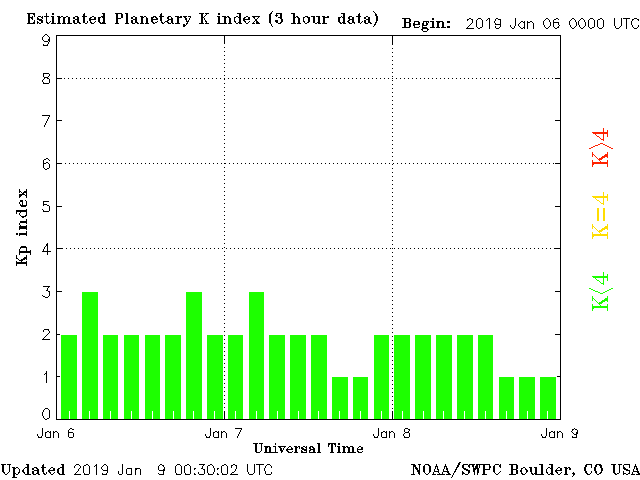 Estimated Planetary K index (3 hour data)
Begin: 2019 Jan 06 0000 UTC
9
8
7
6
5
4
3
2
1
0
Kp index
K>4
K=4
K<4
Jan 6
Jan 7
Jan 8
Jan 9
Universal Time
Updated 2019 Jan 9 00:30:02 UTC
NOAA/SWPC Boulder, CO USA